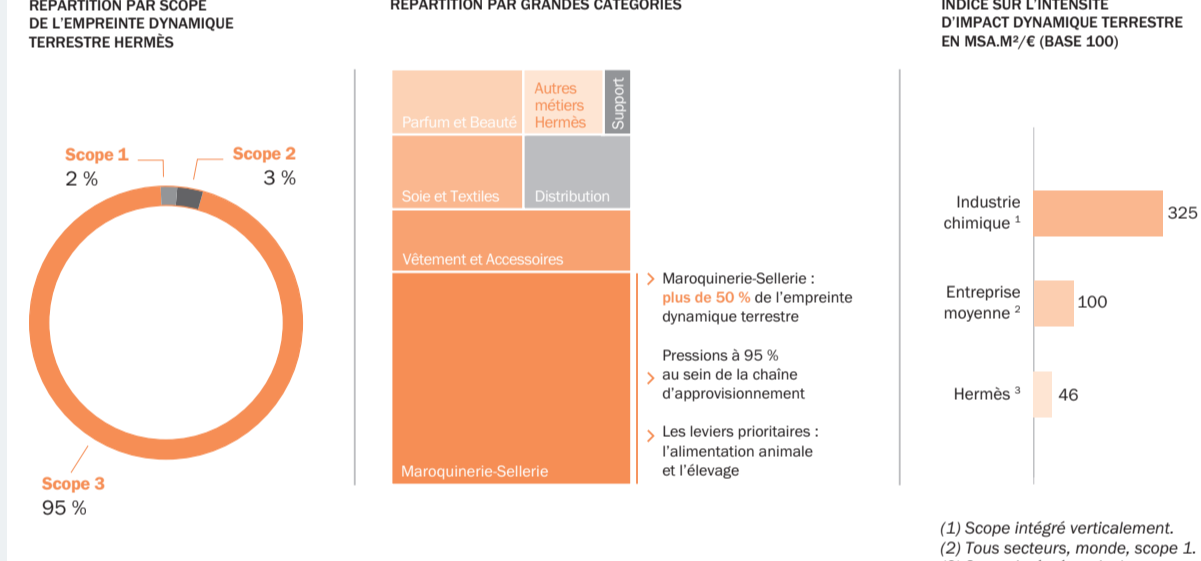 RÉPARTITION PAR SCOPE
DE L'EMPREINTE DYNAMIQUE
TERRESTRE HERMÈS
Scope 1
2 %
Scope 2
3 %
Scope 3
95 %
RÉPARTITION PAR GRANDES CATÉGORIES
Parfum et Beauté
Autres
métiers
Hermès
Support
Soie et Textiles
Distribution
Vêtement et Accessoires
Maroquinerie-Sellerie
Maroquinerie-Sellerie :
plus de 50 % de l'empreinte
dynamique terrestre
Pressions à 95 %
au sein de la chaîne
d'approvisionnement
Les leviers prioritaires :
l'alimentation animale
et l'élevage
INDICE SUR L'INTENSITÉ
D'IMPACT DYNAMIQUE TERRESTRE
EN MSA.M²/€ (BASE 100)
Industrie
chimique ¹
325
Entreprise
moyenne ²
100
Hermès ³
46
(1) Scope intégré verticalement.
(2) Tous secteurs, monde, scope 1.